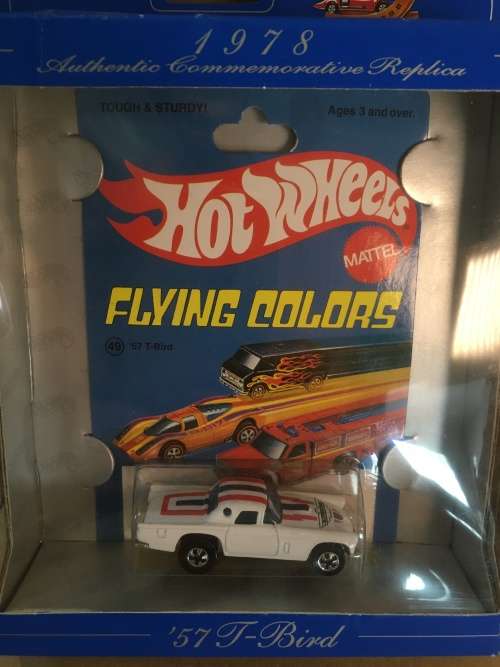 1978
Authentic Commemorative Replica
TOUGH & STURDY!
Ages 3 and over.
Hot Wheels
MATTEL
FLYING COLORS
49 '57 T-Bird
'57 T-Bird